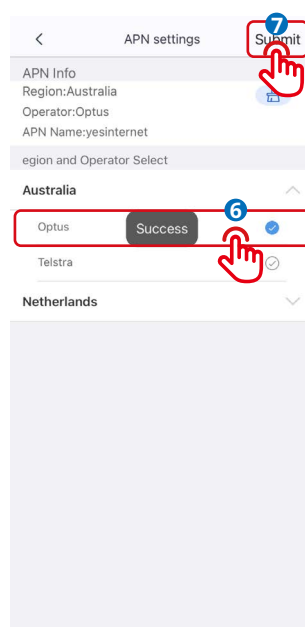 7
APN settings
Submit
APN Info
Region:Australia
Operator:Optus
APN Name:yesinternet
egion and Operator Select
Australia
6
Optus
Success
Telstra
Netherlands